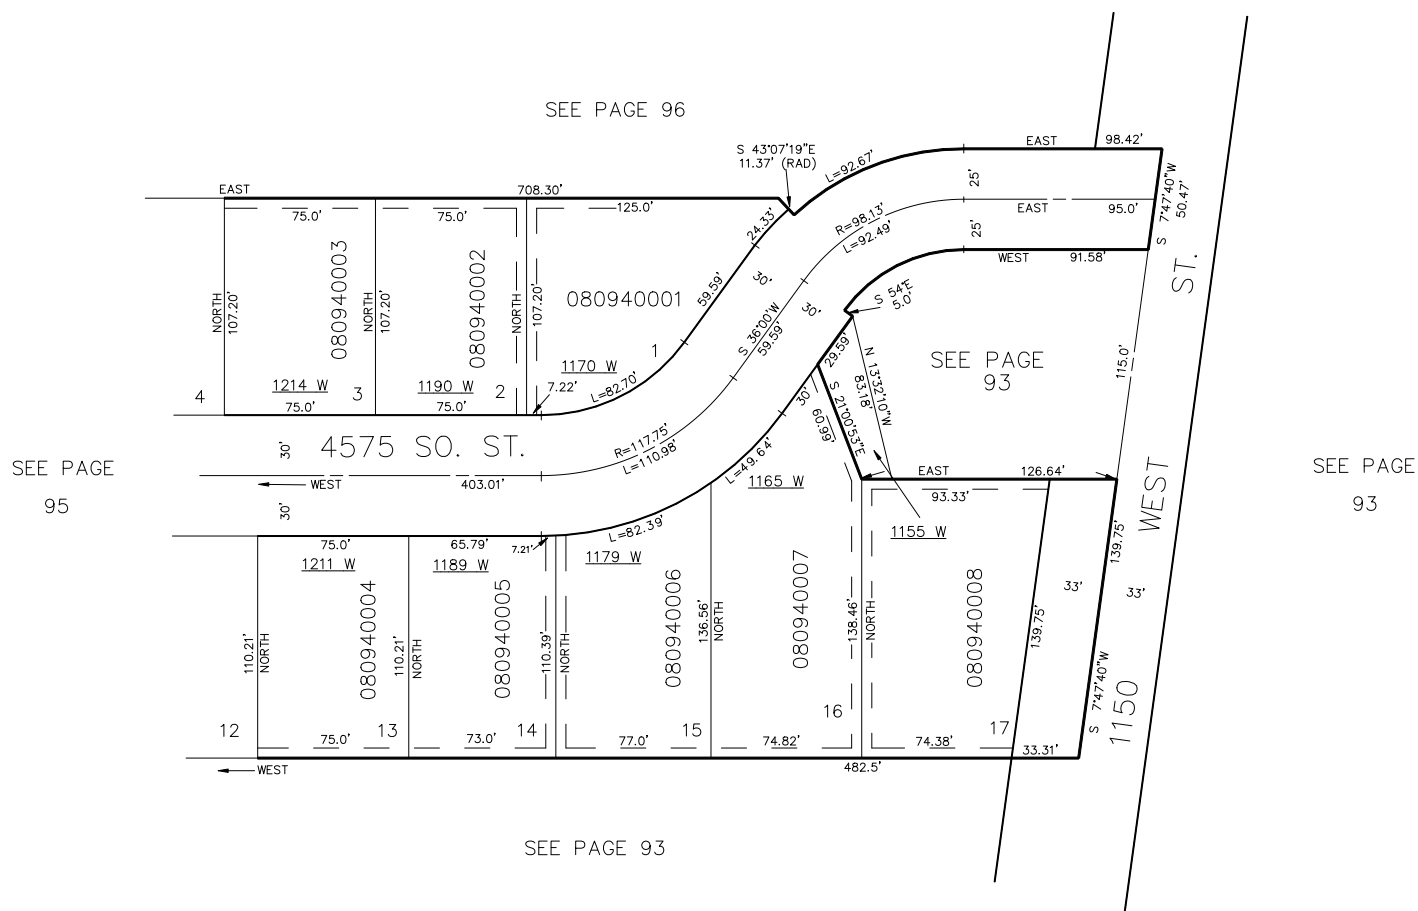 SEE PAGE 96
S 43°07'19"E
11.37' (RAD)
L=92.67'
EAST
98.42'
S 7°47'40"W
50.47'
EAST
708.30'
75.0'
75.0'
125.0'
24.33'
R=98.13'
L=92.49'
25'
25'
EAST
95.0'
WEST
91.58'
ST.
NORTH
107.20'
080940003
NORTH
107.20'
080940002
NORTH
107.20'
080940001
59.59'
30'
30'
S 36°00'W
59.59'
S 54°E
5.0'
1
1170 W
7.22'
L=82.70'
1214 W
1190 W
4
3
2
75.0'
75.0'
29.59'
N 13°32'10"W
83.18'
SEE PAGE
93
115.0'
30'
4575 SO. ST.
R=117.75'
L=110.98'
30'
S 21°00'53"E
60.99'
SEE PAGE
95
WEST
403.01'
30'
L=49.64'
1165 W
EAST
126.64'
93.33'
WEST
SEE PAGE
93
75.0'
65.79'
7.21'
L=82.39'
1211 W
1189 W
1179 W
1155 W
139.75'
110.21'
NORTH
080940004
110.21'
NORTH
080940005
110.39'
NORTH
080940006
136.56'
NORTH
080940007
138.46'
NORTH
080940008
139.75'
33'
33'
S 7°47'40"W
1150
12
13
14
15
16
17
75.0'
73.0'
77.0'
74.82'
74.38'
33.31'
WEST
482.5'
SEE PAGE 93